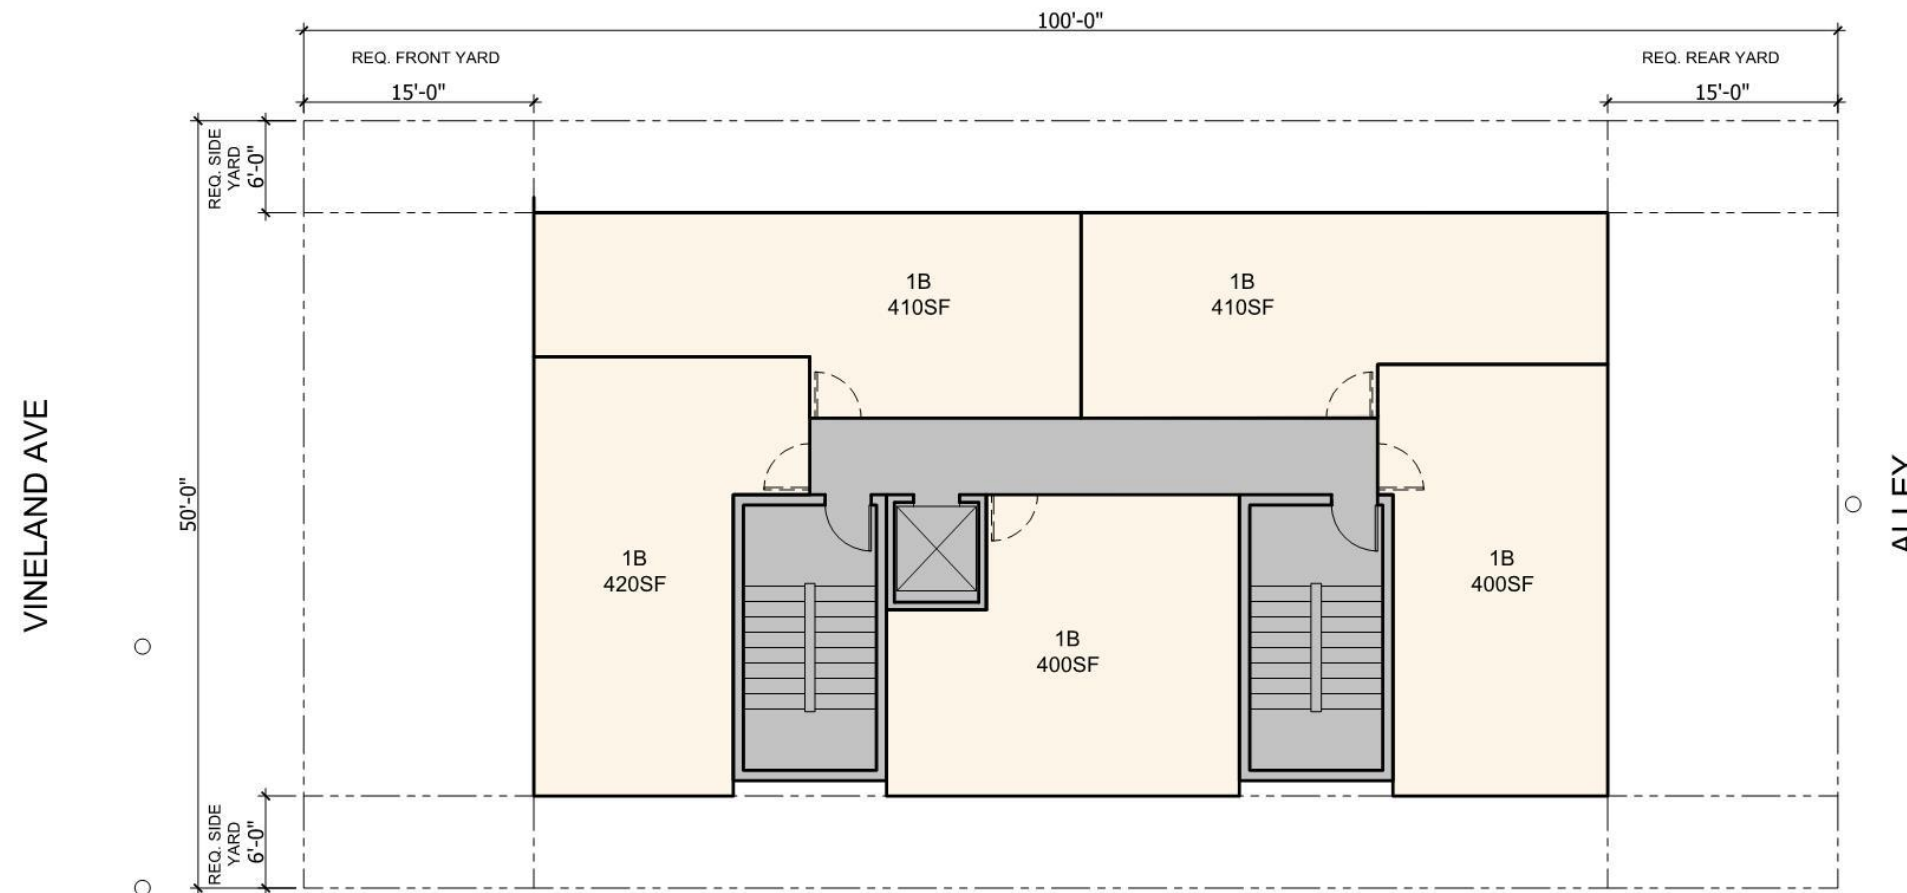 100'-0"
REQ. FRONT YARD
REQ. REAR YARD
15'-0"
15'-0"
REQ. SIDE
YARD
6'-0"
1B
410SF
1B
410SF
VINELAND AVE
50'-0"
ALLEY
1B
420SF
1B
400SF
1B
400SF
REQ. SIDE
YARD
6'-0"